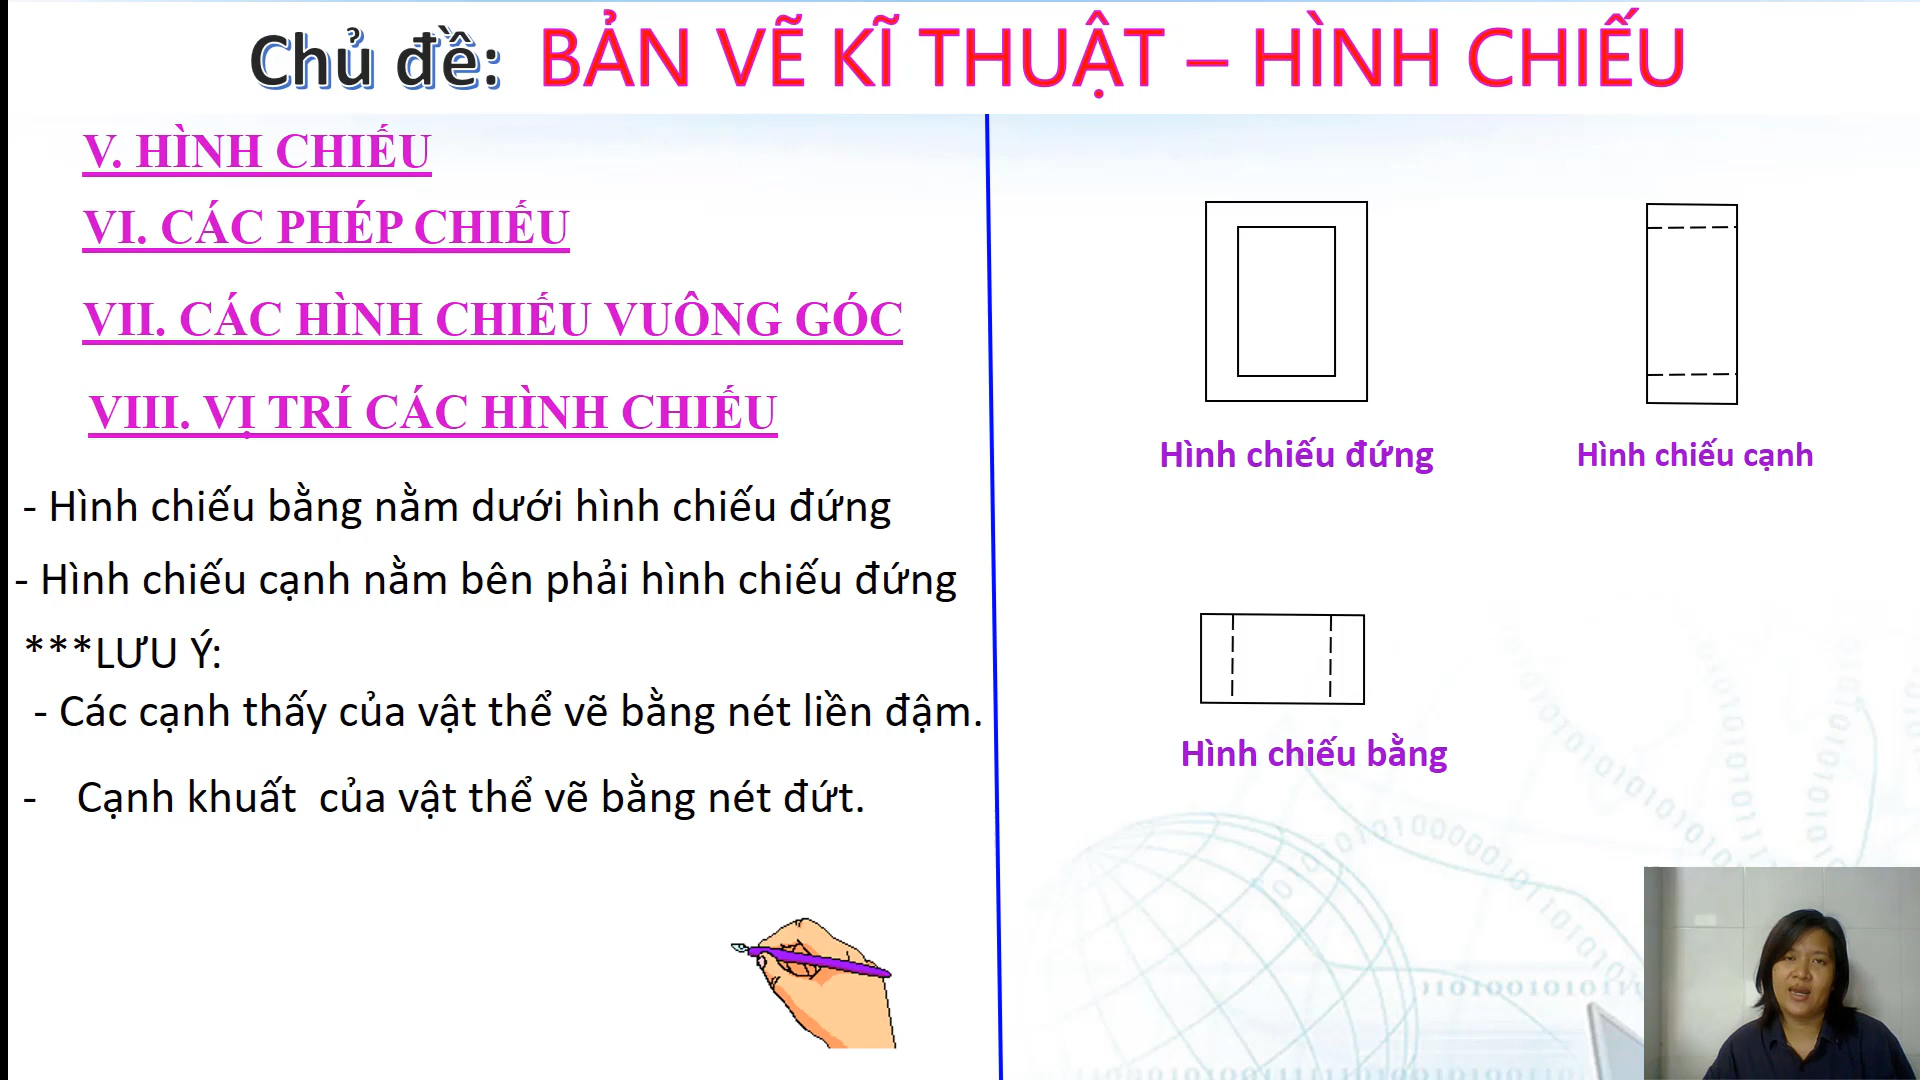 Chủ đề: BẢN VẼ KĨ THUẬT – HÌNH CHIẾU
V. HÌNH CHIẾU
VI. CÁC PHÉP CHIẾU
VII. CÁC HÌNH CHIẾU VUÔNG GÓC
VIII. VỊ TRÍ CÁC HÌNH CHIẾU
- Hình chiếu bằng nằm dưới hình chiếu đứng
- Hình chiếu cạnh nằm bên phải hình chiếu đứng
***LƯU Ý:
- Các cạnh thấy của vật thể vẽ bằng nét liền đậm.
- Cạnh khuất của vật thể vẽ bằng nét đứt.
Hình chiếu đứng
Hình chiếu cạnh
Hình chiếu bằng